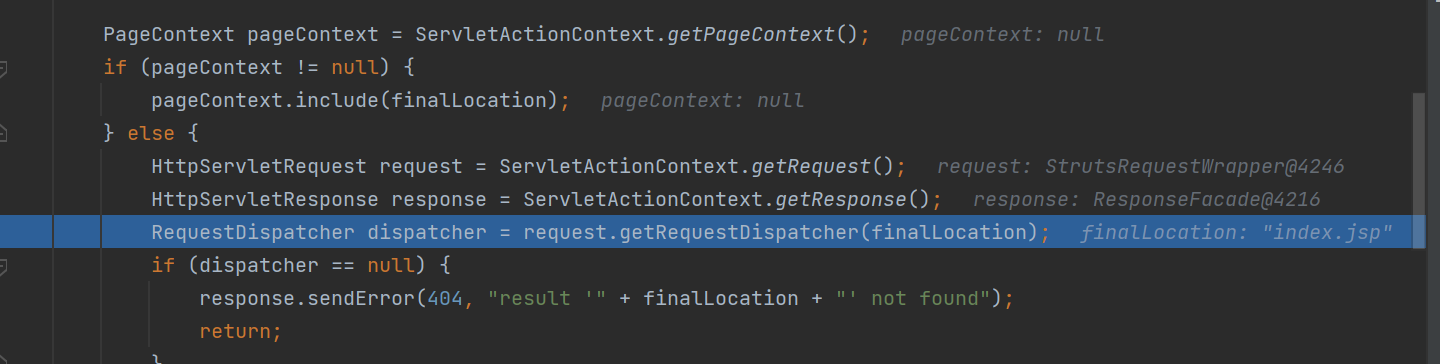 PageContext pageContext = ServletActionContext.getPageContext(); pageContext: null
if (pageContext != null) {
pageContext.include(finalLocation); pageContext: null
} else {
HttpServletRequest request = ServletActionContext.getRequest(); request: StrutsRequestWrapper@4246
HttpServletResponse response = ServletActionContext.getResponse(); response: ResponseFacade@4216
RequestDispatcher dispatcher = request.getRequestDispatcher(finalLocation); finalLocation: "index.jsp"
if (dispatcher == null) {
response.sendError(404, "result '" + finalLocation + "' not found");
return;
}